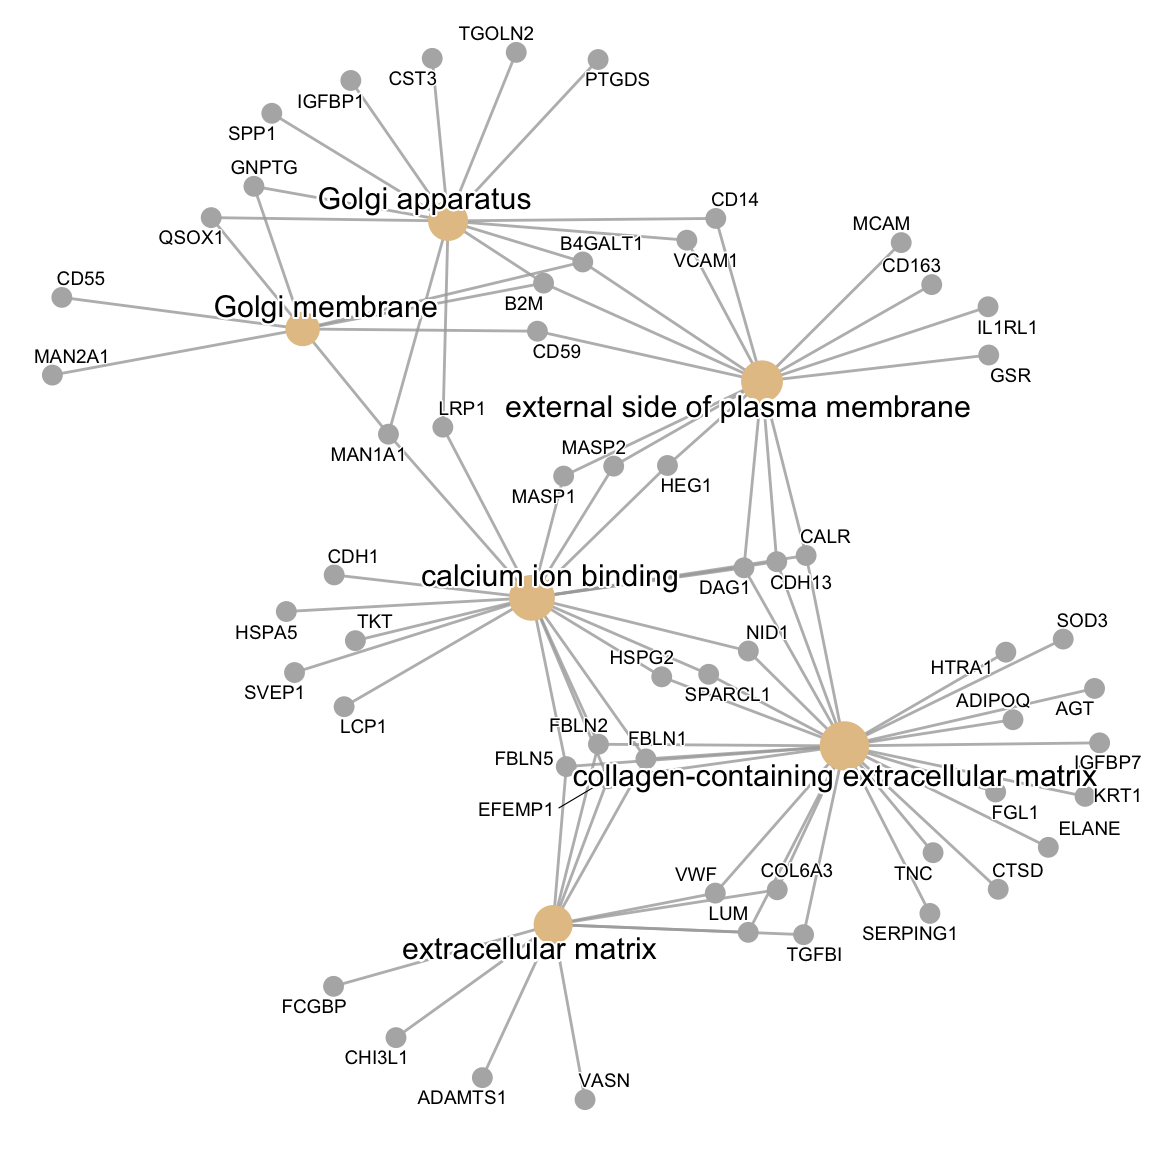 TGOLN2
CST3
PTGDS
IGFBP1
SPP1
GNPTG
Golgi apparatus
CD14
QSOX1
B4GALT1
VCAM1
MCAM
CD163
CD55
Golgi membrane
B2M
IL1RL1
MAN2A1
CD59
GSR
LRP1
external side of plasma membrane
MAN1A1
MASP2
MASP1
HEG1
CALR
CDH1
calcium ion binding
DAG1
CDH13
HSPA5
TKT
NID1
SOD3
HSPG2
HTRA1
SVEP1
SPARCL1
ADIPOQ
AGT
LCP1
FBLN2
FBLN1
FBLN5
IGFBP7
collagen-containing extracellular matrix
KRT1
EFEMP1
FGL1
ELANE
VWF
COL6A3
TNC
CTSD
LUM
SERPING1
extracellular matrix
TGFBI
FCGBP
CHI3L1
VASN
ADAMTS1